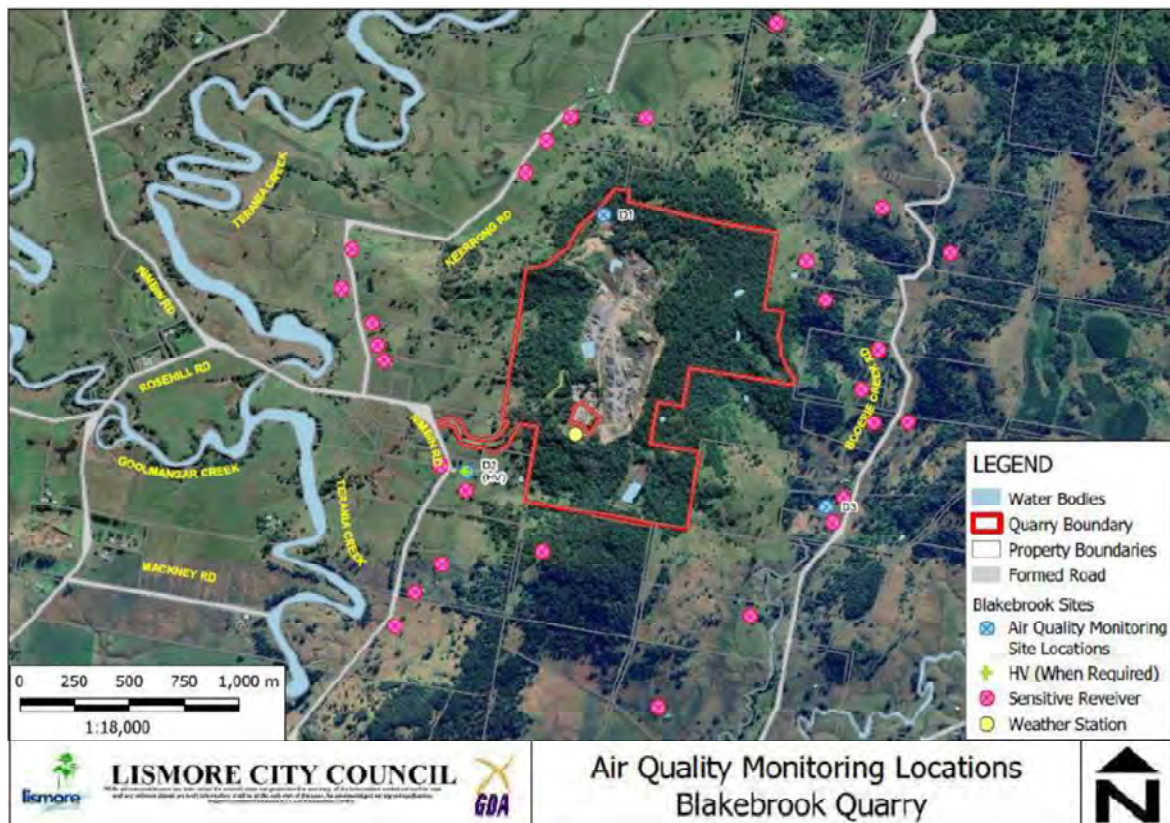 TERANIA CREEK
KEERRONG RD
D1
NIMBIN RD
ROSEHILL RD
BOOERIE CREEK RD
NIMBIN RD
D2
(HV)
GOOLMANGAR CREEK
TERANIA CREEK
D3
MACKNEY RD
LEGEND
Water Bodies
Quarry Boundary
Property Boundaries
Formed Road
Blakebrook Sites
Air Quality Monitoring
Site Locations
HV (When Required)
Sensitive Reveiver
Weather Station
0 250 500 750 1,000 m
1:18,000
lismore
LISMORE CITY COUNCIL
GDA
Air Quality Monitoring Locations
Blakebrook Quarry
N